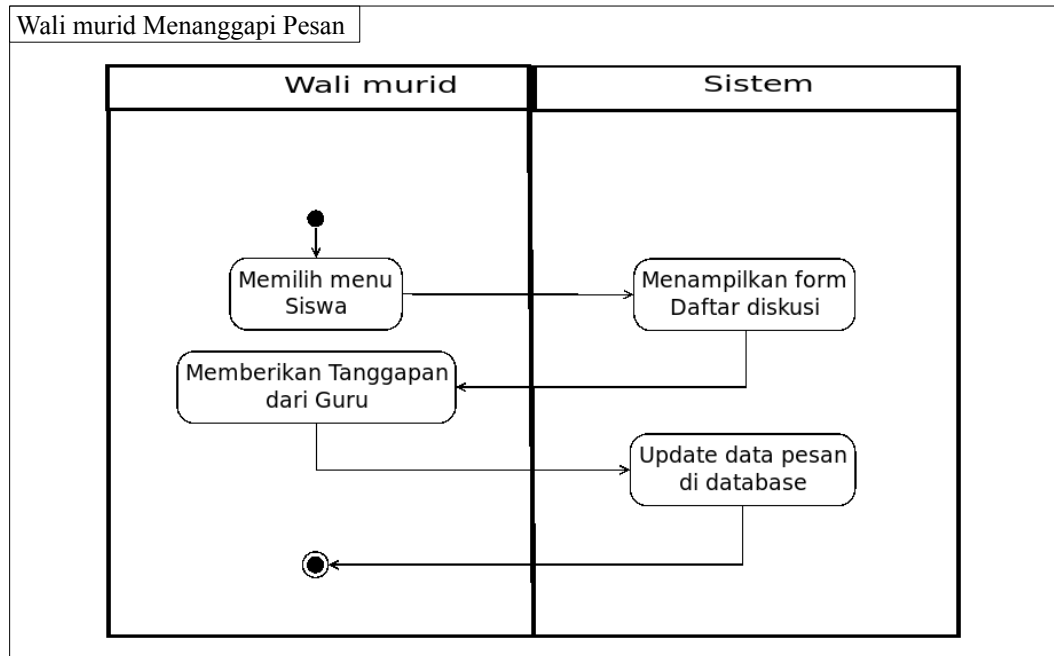 Wali murid Menanggapi Pesan
Wali murid
Sistem
Memilih menu
Siswa
Menampilkan form
Daftar diskusi
Memberikan Tanggapan
dari Guru
Update data pesan
di database